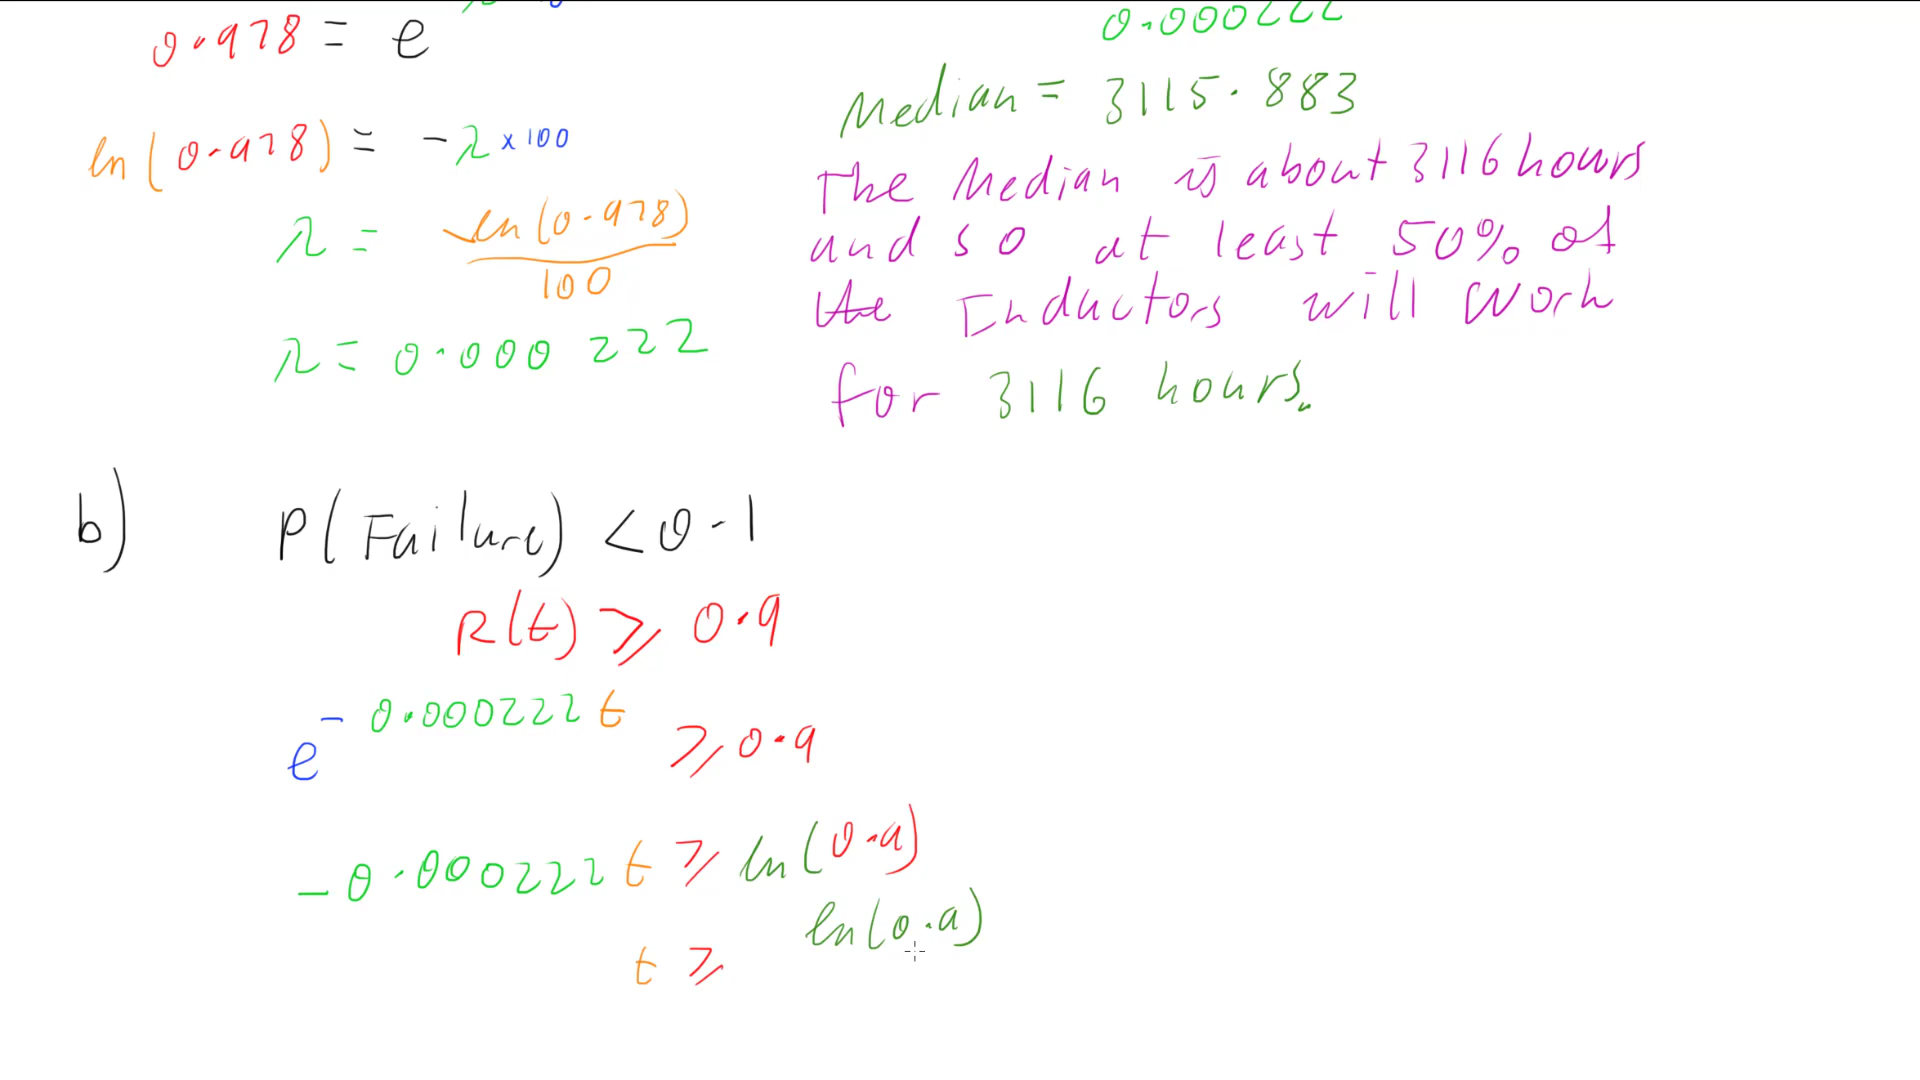 0.978 = e
ln(0.978) = -λ × 100
λ = -ln(0.978)
100
λ = 0.000 222
0.000222
Median = 3115.883
The Median is about 3116 hours
and so at least 50% of
the Inductors will work
for 3116 hours.
b) P(Failure) < 0.1
R(t) ⩾ 0.9
e^-0.000222t ⩾ 0.9
-0.000222t ⩾ ln(0.9)
ln(0.9)
t ⩾